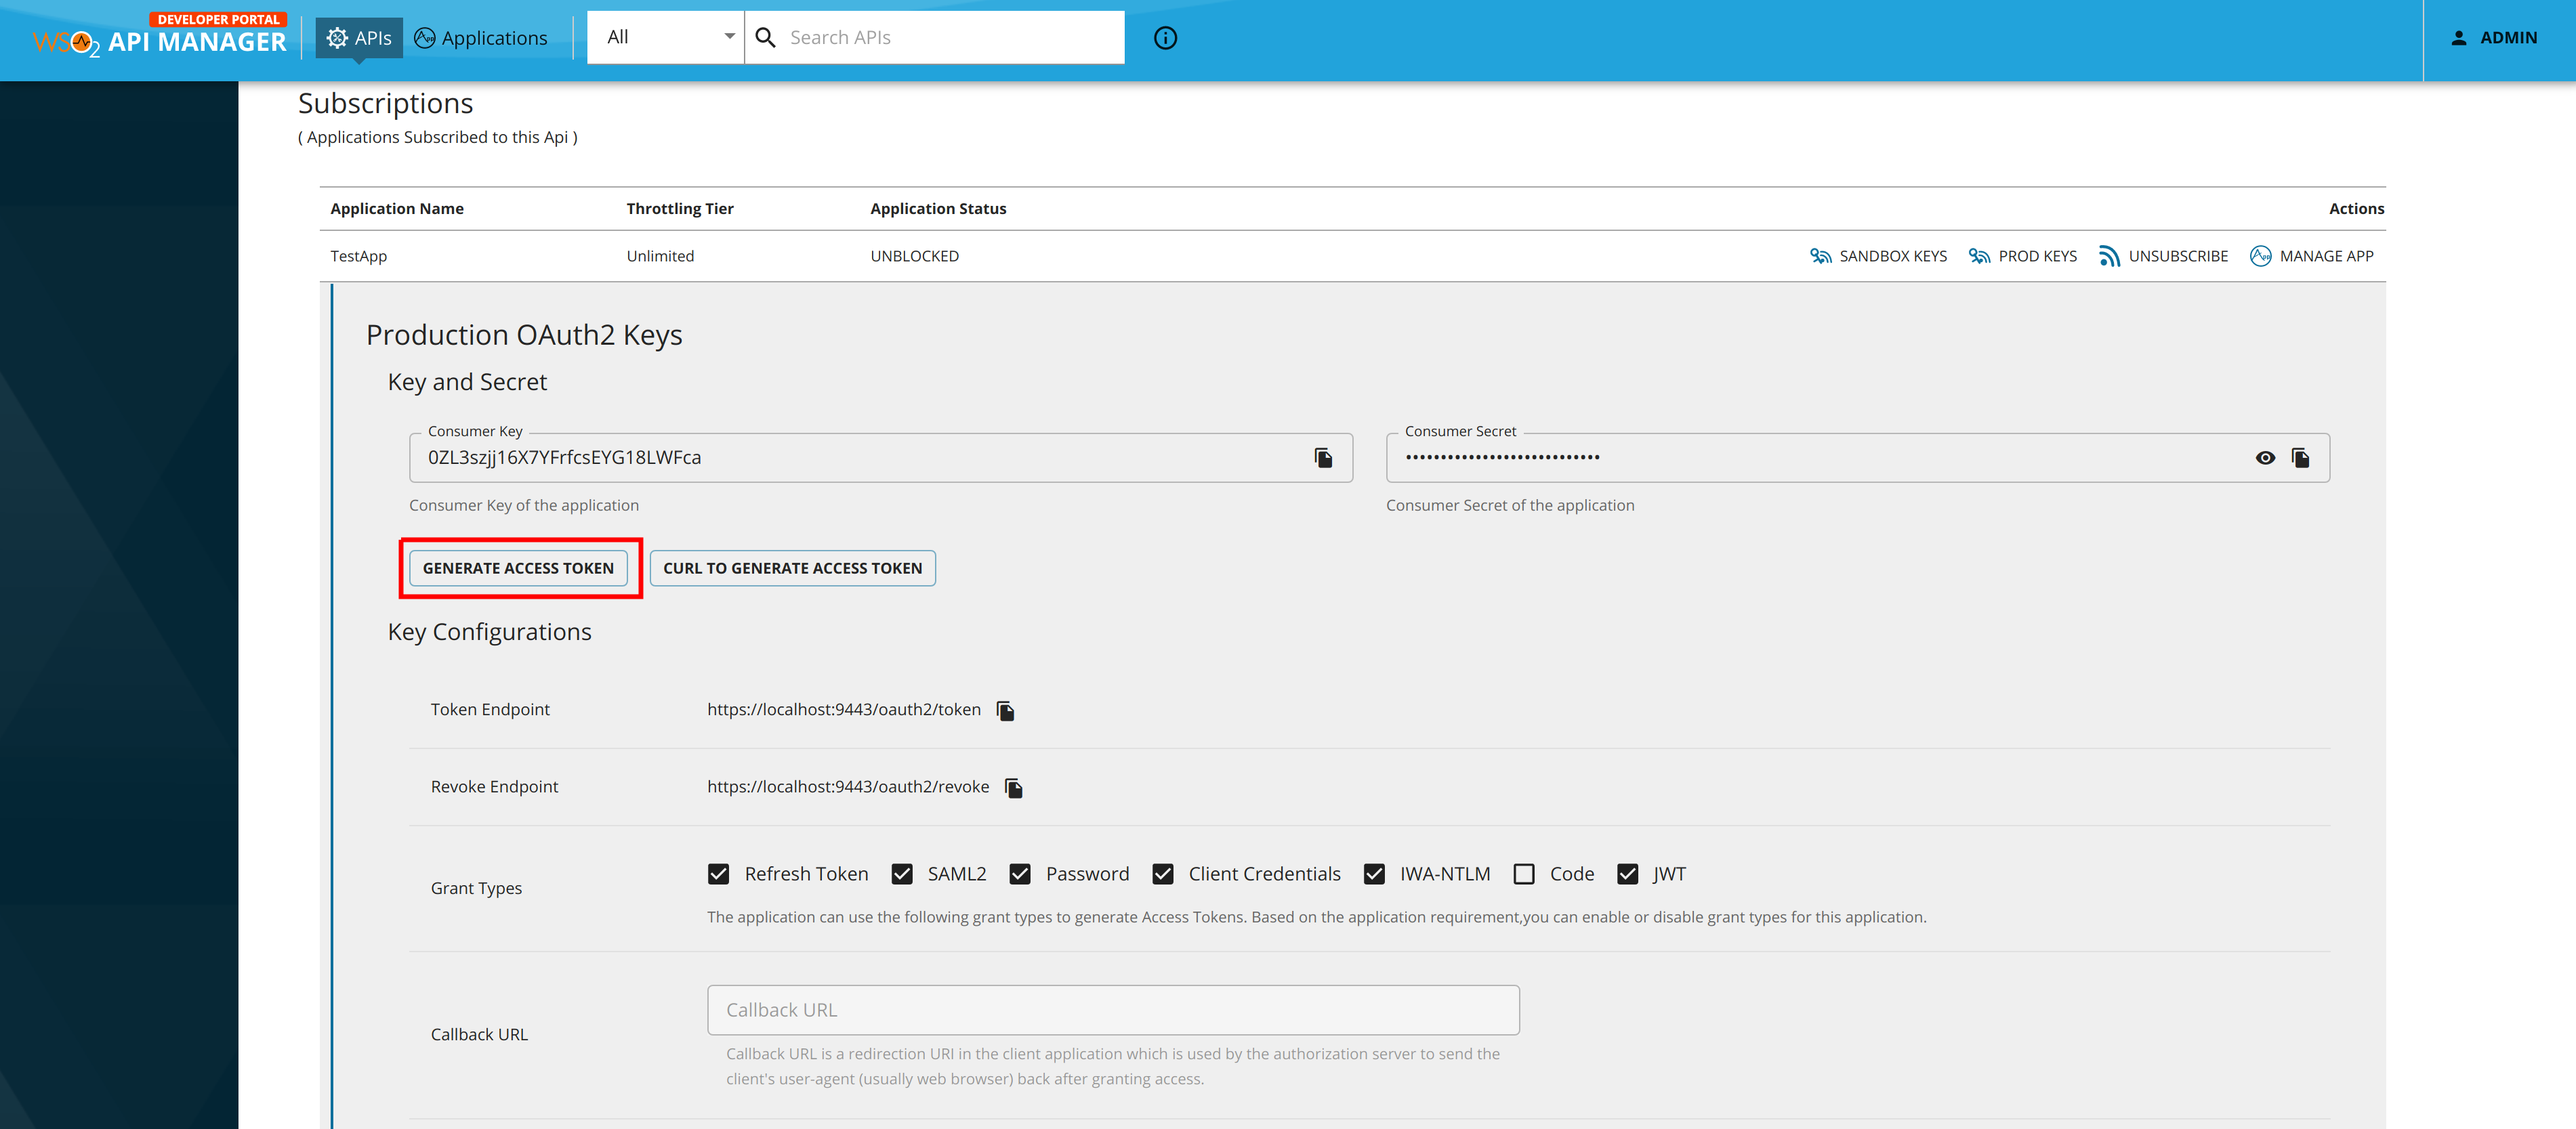 DEVELOPER PORTAL
WSO2 API MANAGER
APIs
Applications
All
Search APIs
ADMIN
Subscriptions
( Applications Subscribed to this Api )
Application Name Throttling Tier Application Status Actions
TestApp Unlimited UNBLOCKED SANDBOX KEYS PROD KEYS UNSUBSCRIBE MANAGE APP
Production OAuth2 Keys
Key and Secret
Consumer Key
0ZL3szjj16X7YFrfcsEYG18LWFca
Consumer Key of the application
Consumer Secret
••••••••••••••••••••••••••••
Consumer Secret of the application
GENERATE ACCESS TOKEN
CURL TO GENERATE ACCESS TOKEN
Key Configurations
Token Endpoint https://localhost:9443/oauth2/token
Revoke Endpoint https://localhost:9443/oauth2/revoke
Grant Types
Refresh Token SAML2 Password Client Credentials IWA-NTLM Code JWT
The application can use the following grant types to generate Access Tokens. Based on the application requirement,you can enable or disable grant types for this application.
Callback URL
Callback URL
Callback URL is a redirection URI in the client application which is used by the authorization server to send the
client's user-agent (usually web browser) back after granting access.